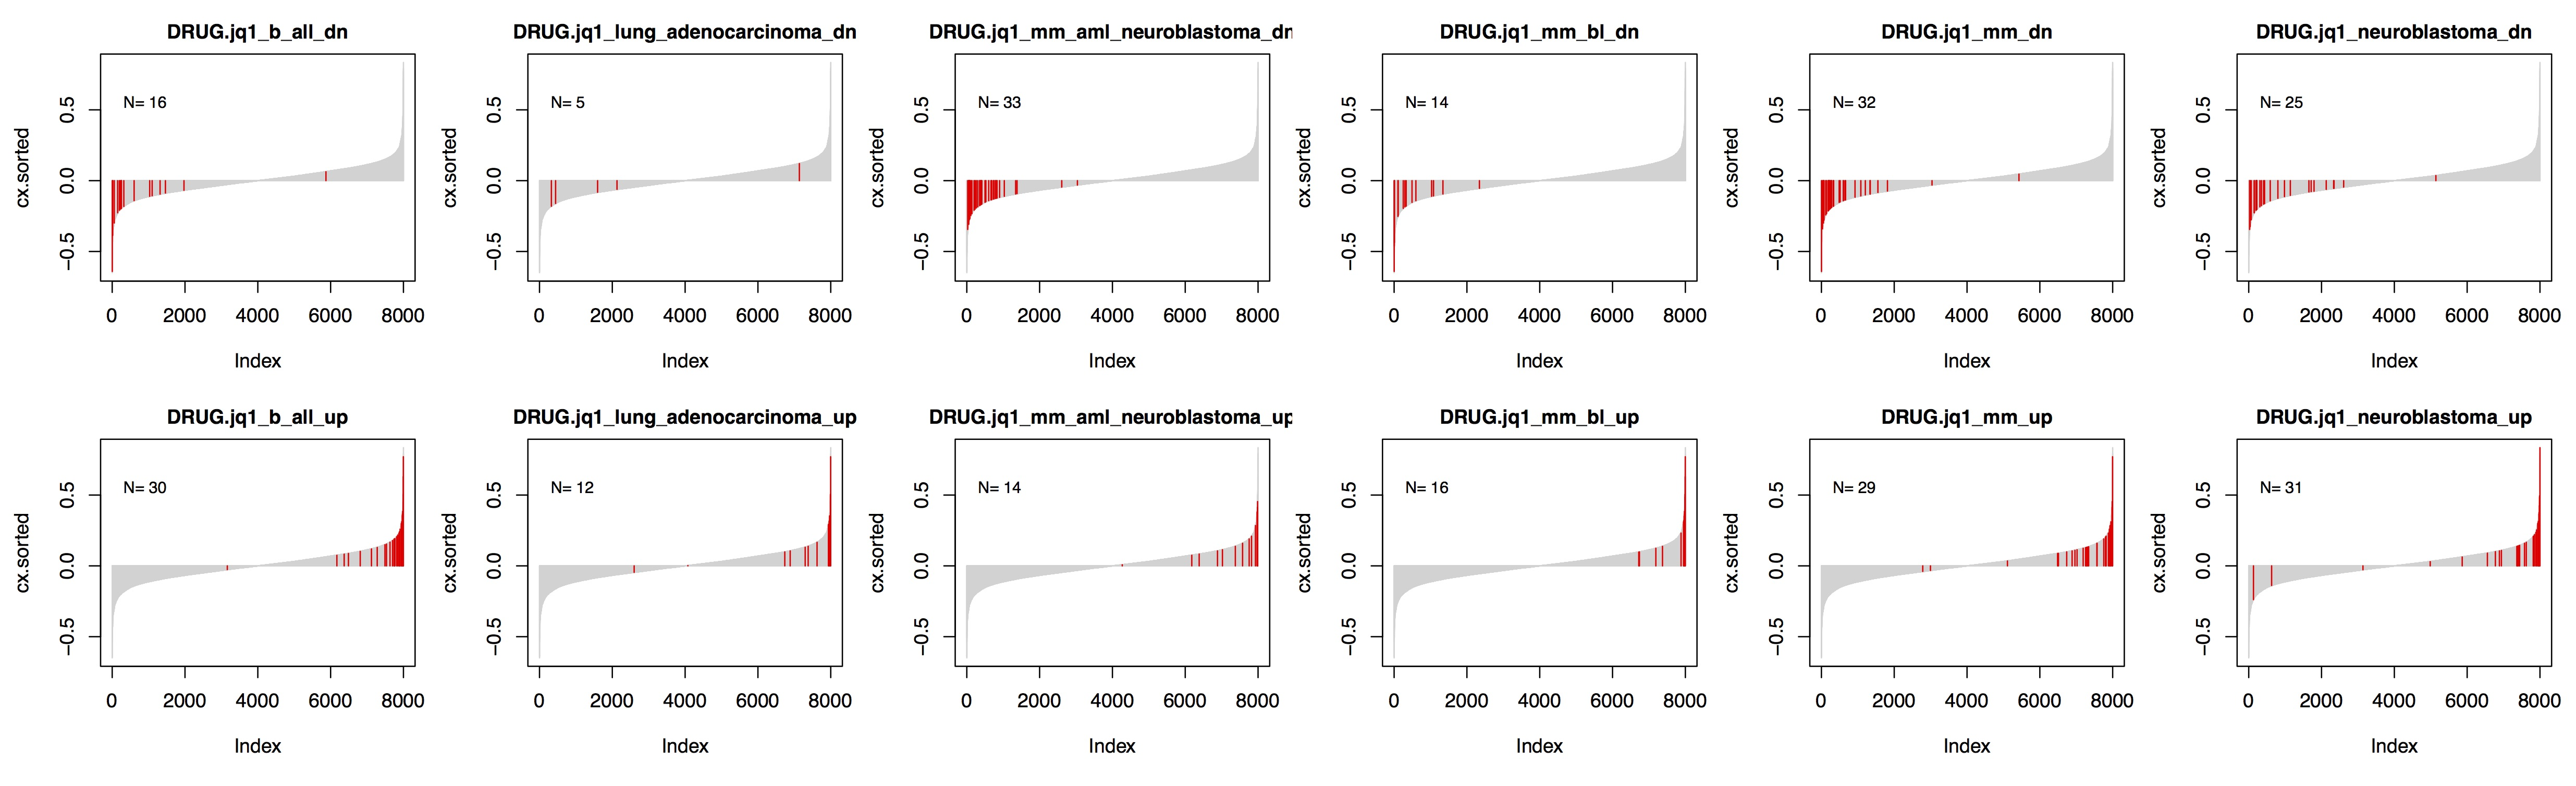 DRUG.jq1_b_all_dn
cx.sorted
0.5
0.0
−0.5
N= 16
0 2000 4000 6000 8000
Index
DRUG.jq1_lung_adenocarcinoma_dn
cx.sorted
0.5
0.0
−0.5
N= 5
0 2000 4000 6000 8000
Index
DRUG.jq1_mm_aml_neuroblastoma_dn
cx.sorted
0.5
0.0
−0.5
N= 33
0 2000 4000 6000 8000
Index
DRUG.jq1_mm_bl_dn
cx.sorted
0.5
0.0
−0.5
N= 14
0 2000 4000 6000 8000
Index
DRUG.jq1_mm_dn
cx.sorted
0.5
0.0
−0.5
N= 32
0 2000 4000 6000 8000
Index
DRUG.jq1_neuroblastoma_dn
cx.sorted
0.5
0.0
−0.5
N= 25
0 2000 4000 6000 8000
Index
DRUG.jq1_b_all_up
cx.sorted
0.5
0.0
−0.5
N= 30
0 2000 4000 6000 8000
Index
DRUG.jq1_lung_adenocarcinoma_up
cx.sorted
0.5
0.0
−0.5
N= 12
0 2000 4000 6000 8000
Index
DRUG.jq1_mm_aml_neuroblastoma_up
cx.sorted
0.5
0.0
−0.5
N= 14
0 2000 4000 6000 8000
Index
DRUG.jq1_mm_bl_up
cx.sorted
0.5
0.0
−0.5
N= 16
0 2000 4000 6000 8000
Index
DRUG.jq1_mm_up
cx.sorted
0.5
0.0
−0.5
N= 29
0 2000 4000 6000 8000
Index
DRUG.jq1_neuroblastoma_up
cx.sorted
0.5
0.0
−0.5
N= 31
0 2000 4000 6000 8000
Index